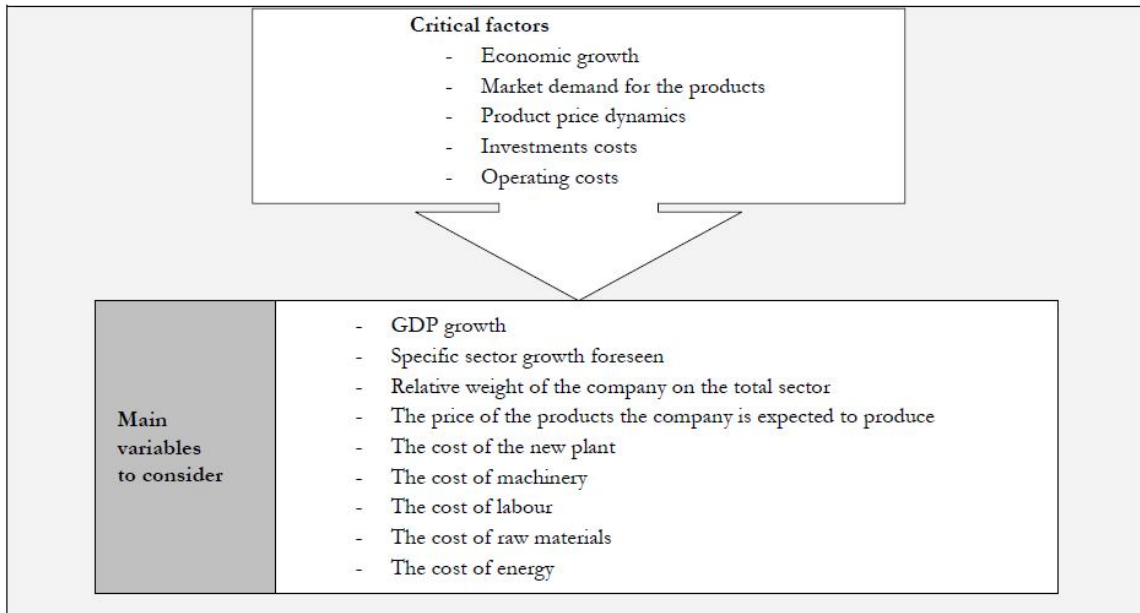 Critical factors
- Economic growth
- Market demand for the products
- Product price dynamics
- Investments costs
- Operating costs
Main
variables
to consider
- GDP growth
- Specific sector growth foreseen
- Relative weight of the company on the total sector
- The price of the products the company is expected to produce
- The cost of the new plant
- The cost of machinery
- The cost of labour
- The cost of raw materials
- The cost of energy